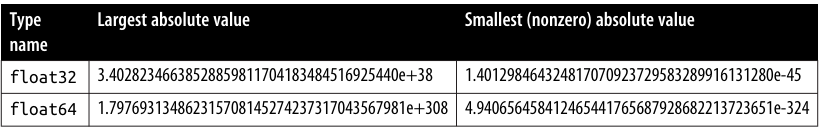 Type name Largest absolute value Smallest (nonzero) absolute value
float32 3.40282346638528859811704183484516925440e+38 1.401298464324817070923729583289916131280e-45
float64 1.797693134862315708145274237317043567981e+308 4.940656458412465441765687928682213723651e-324